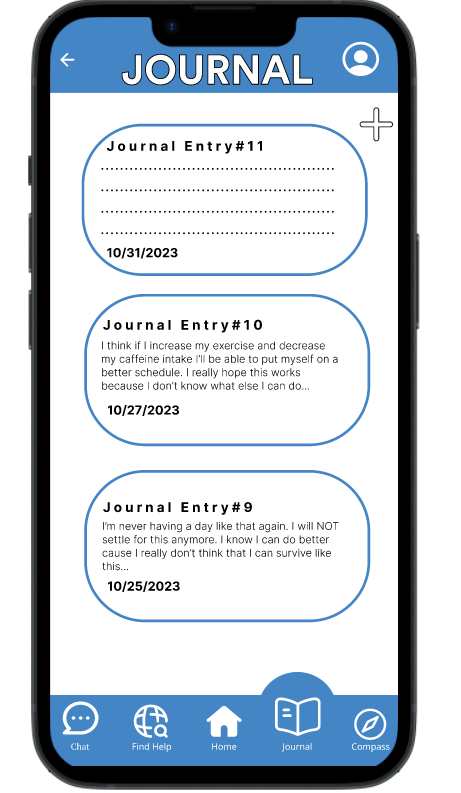 JOURNAL
Journal Entry#11
10/31/2023
Journal Entry#10
I think if I increase my exercise and decrease
my caffeine intake I'll be able to put myself on a
better schedule. I really hope this works
because I don't know what else I can do...
10/27/2023
Journal Entry#9
I'm never having a day like that again. I will NOT
settle for this anymore. I know I can do better
cause I really don't think that I can survive like
this...
10/25/2023
Chat Find Help Home Journal Compass